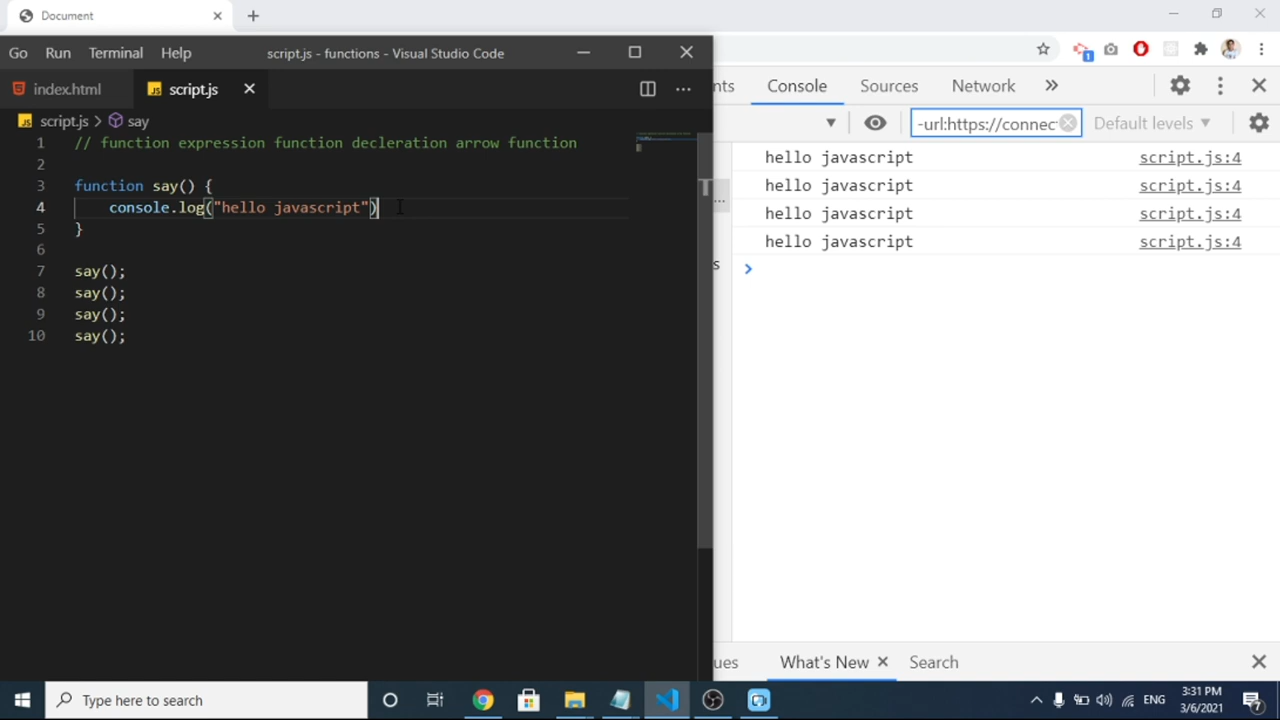 Document
Go Run Terminal Help script.js - functions - Visual Studio Code
1
index.html script.js
nts Console Sources Network
script.js > say
-url:https://connec Default levels
1 // function expression function decleration arrow function
2
3 function say() {
4 console.log("hello javascript")
5 }
6
7 say();
8 say();
9 say();
10 say();
T
...
s
hello javascript script.js:4
hello javascript script.js:4
hello javascript script.js:4
hello javascript script.js:4
ues What's New Search
Type here to search
ENG
3:31 PM
3/6/2021
7